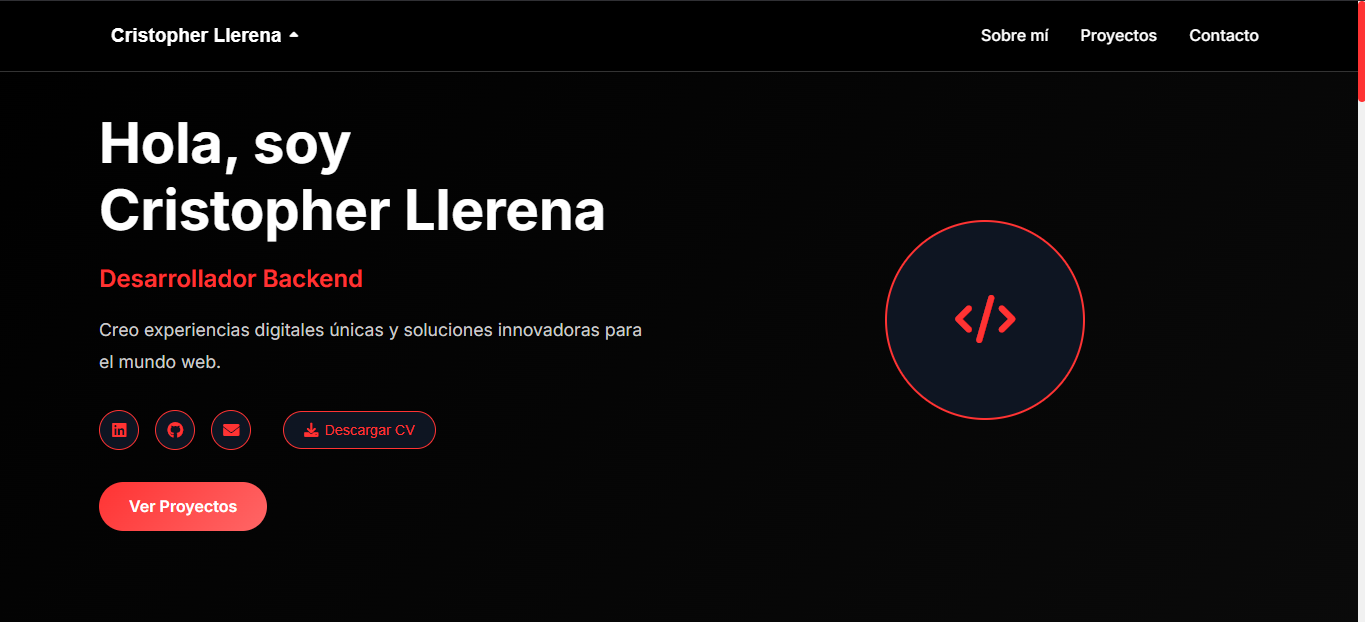 Cristopher Llerena
Sobre mí
Proyectos
Contacto
Hola, soy
Cristopher Llerena
Desarrollador Backend
Creo experiencias digitales únicas y soluciones innovadoras para
el mundo web.
Descargar CV
Ver Proyectos